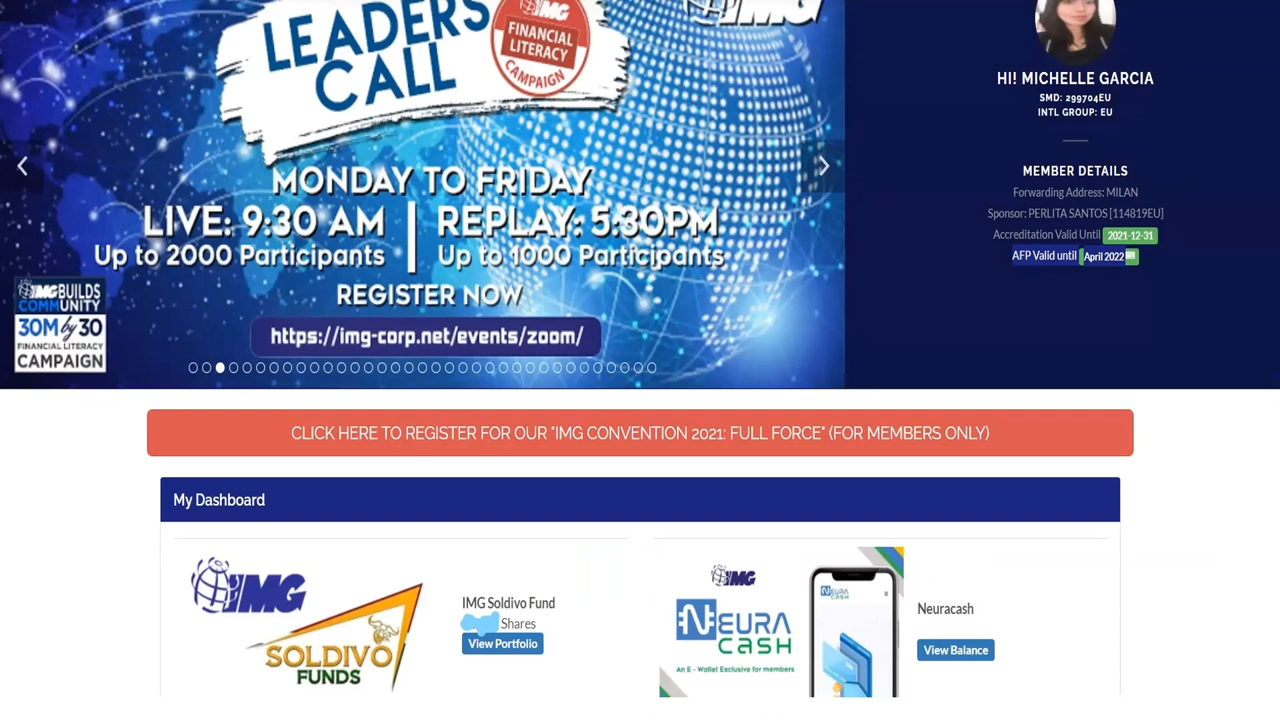 LEADERS
CALL
IMG
FINANCIAL
LITERACY
CAMPAIGN
IMG
MONDAY TO FRIDAY
LIVE: 9:30 AM
Up to 2000 Participants
REPLAY: 5:30PM
Up to 1000 Participants
REGISTER NOW
https://img-corp.net/events/zoom/
IMG BUILDS
COMMUNITY
30M by 30
FINANCIAL LITERACY
CAMPAIGN
HI! MICHELLE GARCIA
SMD: 299704EU
INTL GROUP: EU
MEMBER DETAILS
Forwarding Address: MILAN
Sponsor: PERLITA SANTOS [114819EU]
Accreditation Valid Until 2021-12-31
AFP Valid until April 2022
CLICK HERE TO REGISTER FOR OUR "IMG CONVENTION 2021: FULL FORCE" (FOR MEMBERS ONLY)
My Dashboard
IMG
SOLDIVO
FUNDS
IMG Soldivo Fund
Shares
View Portfolio
IMG
NEURA
CASH
An E - Wallet Exclusive for members
NEURA
CASH
Neuracash
View Balance